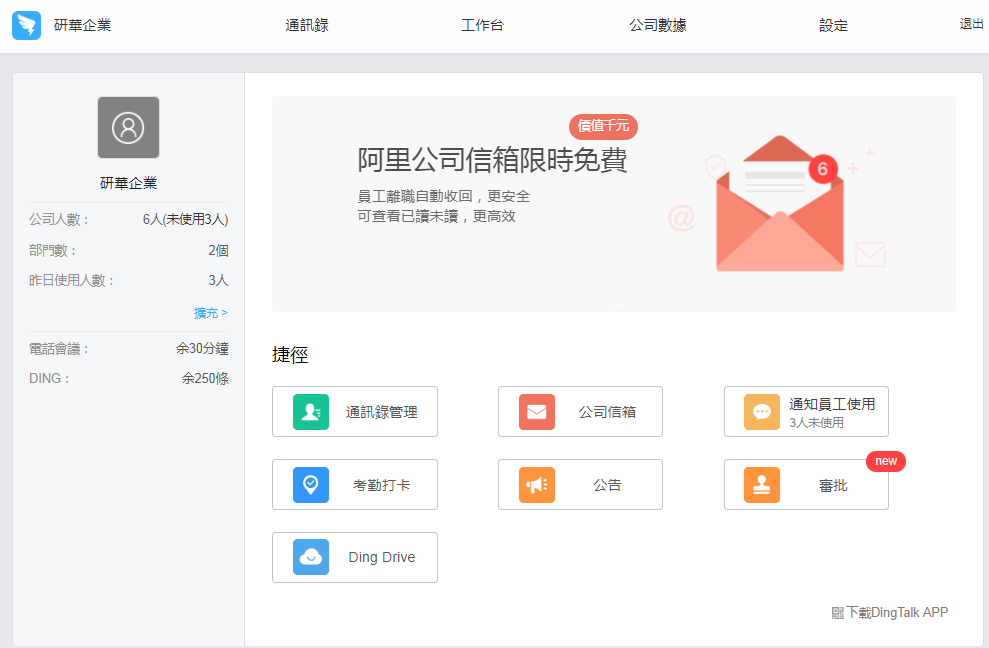 研華企業
通訊錄
工作台
公司數據
設定
退出
研華企業
公司人數： 6人(未使用3人)
部門數： 2個
昨日使用人數： 3人
擴充 >
電話會議： 余30分鐘
DING： 余250條
價值千元
阿里公司信箱限時免費
員工離職自動收回，更安全
可查看已讀未讀，更高效
6
@
捷徑
通訊錄管理
公司信箱
通知員工使用
3人未使用
考勤打卡
公告
審批
new
Ding Drive
下載DingTalk APP